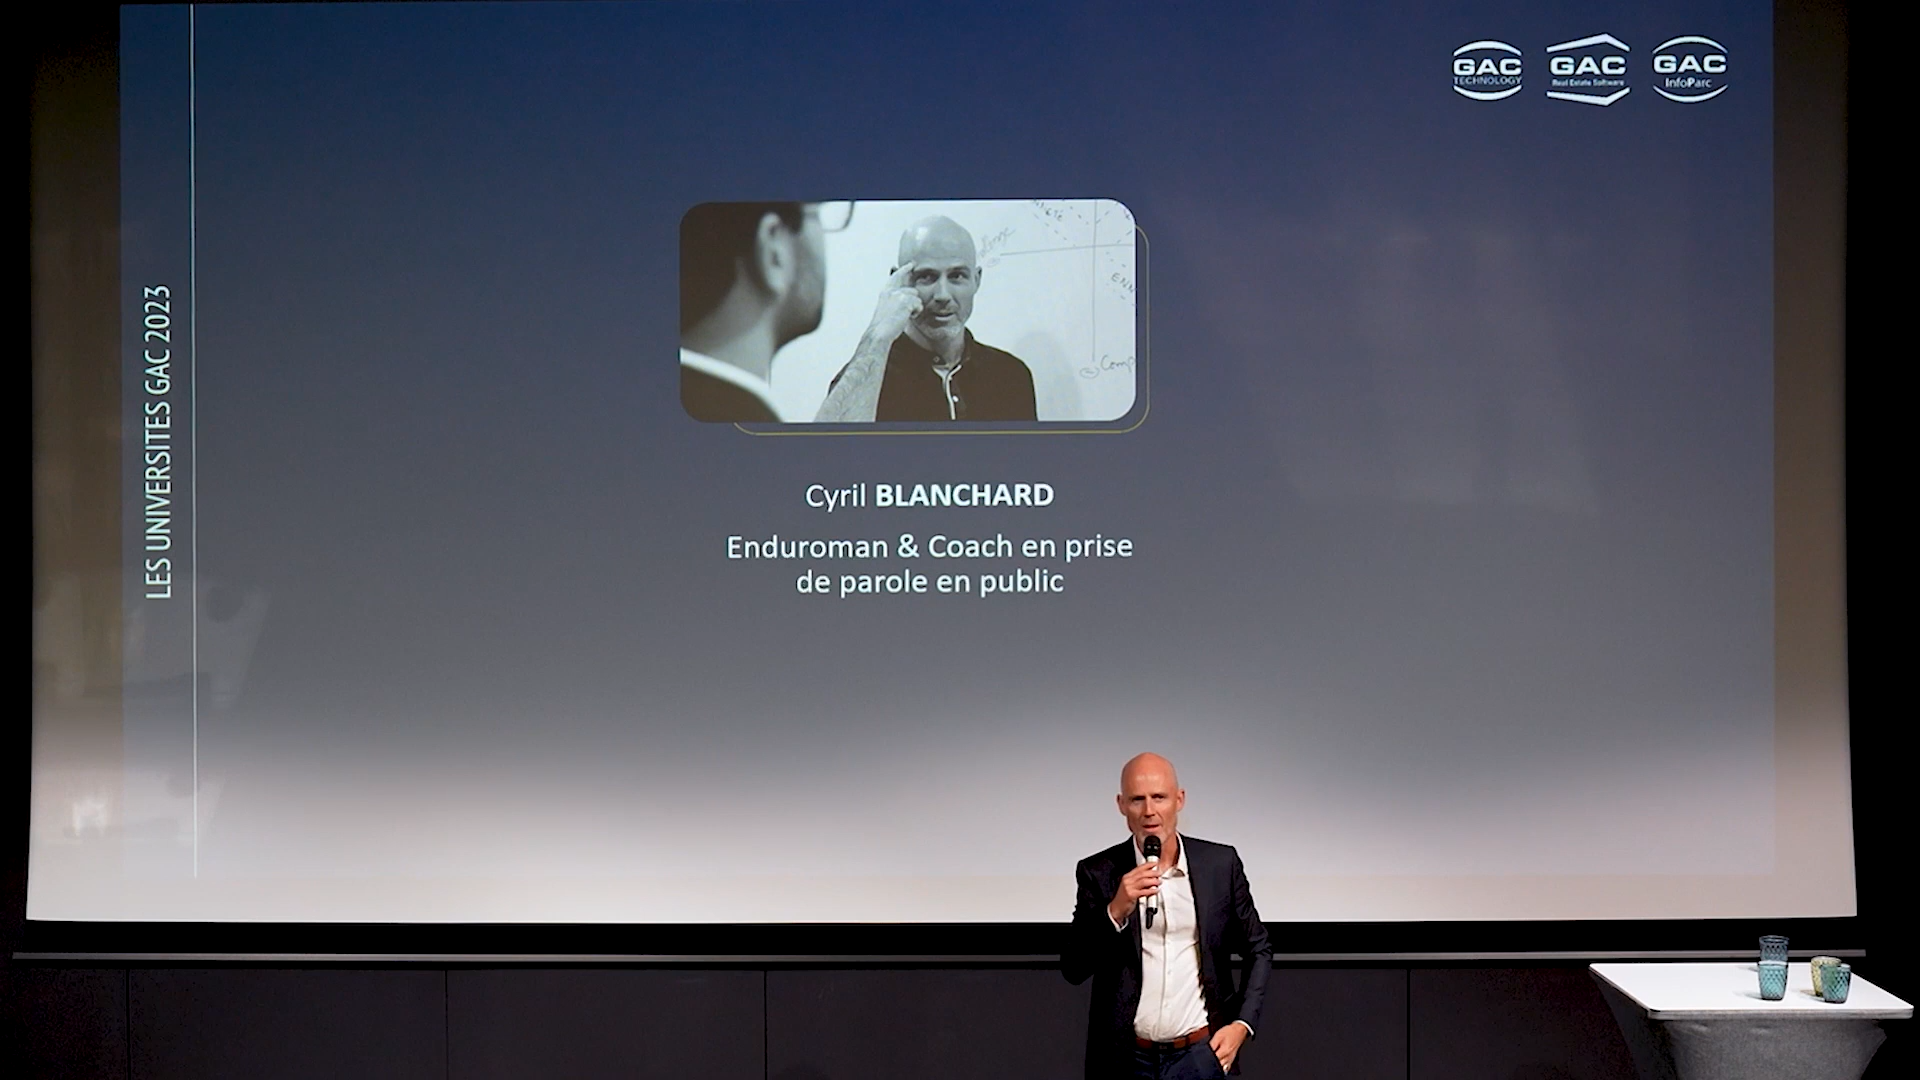 LES UNIVERSITES GAC 2023
GAC
TECHNOLOGY
GAC
Real Estate Software
GAC
InfoParc
Cyril BLANCHARD
Enduroman & Coach en prise
de parole en public